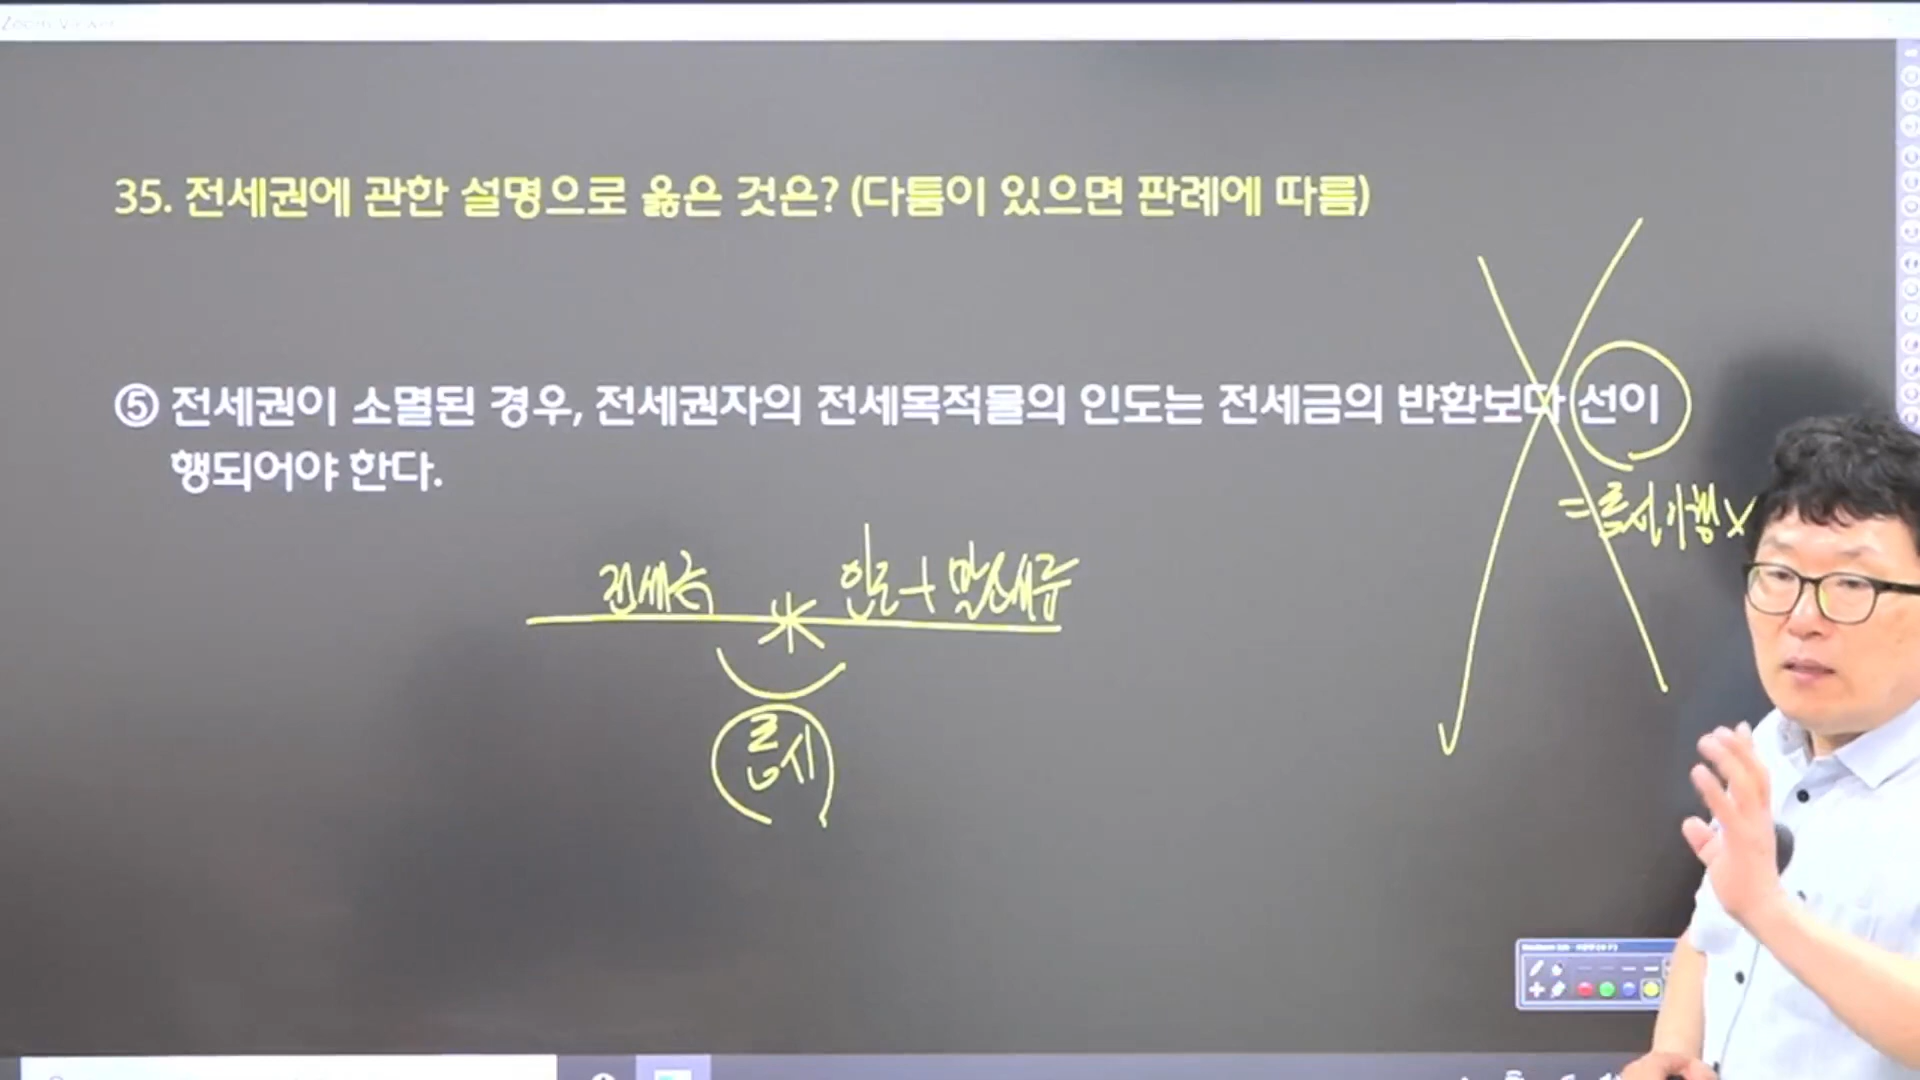 35. 전세권에 관한 설명으로 옳은 것은? (다툼이 있으면 판례에 따름)
⑤ 전세권이 소멸된 경우, 전세권자의 전세목적물의 인도는 전세금의 반환보다 선이
행되어야 한다.
전세금 인도+말소서류
동시